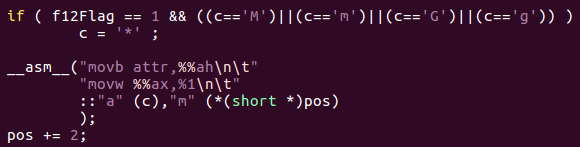 if ( f12Flag == 1 && ((c=='M')||(c=='m')||(c=='G')||(c=='g')) )
        c = '*' ;
__asm__("movb attr,%%ah\n\t"
        "movw %%ax,%1\n\t"
        ::"a" (c),"m" (*(short *)pos)
        );
pos += 2;